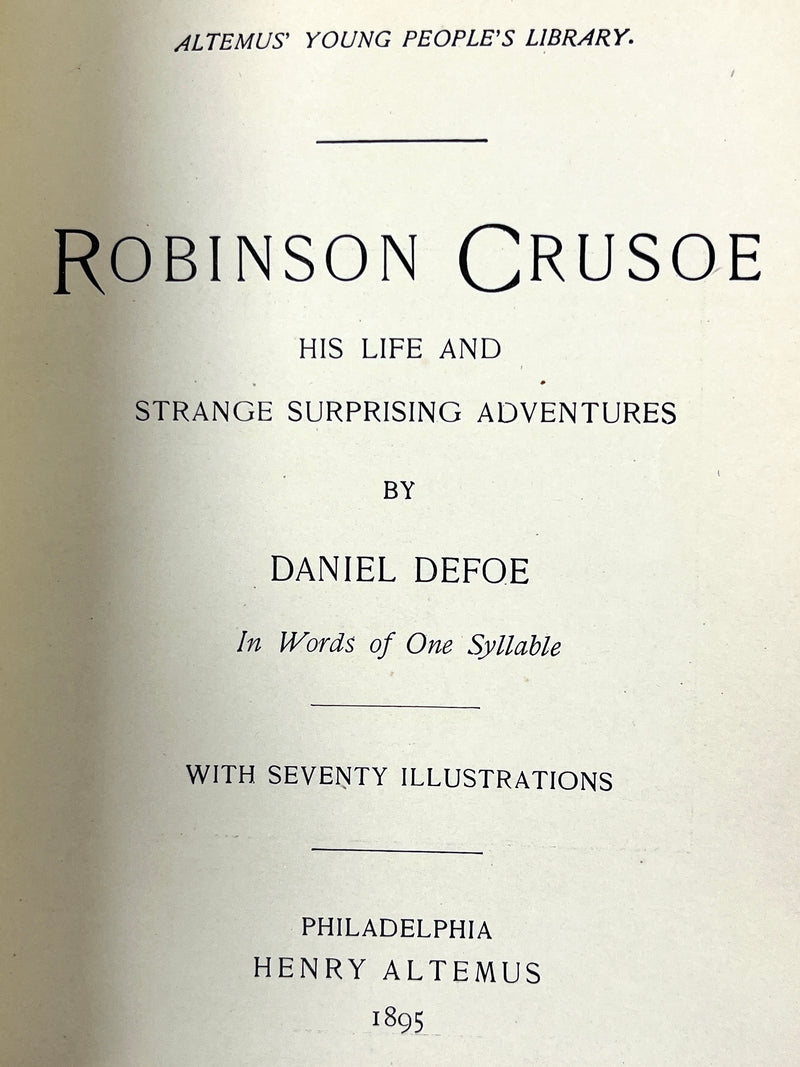 ALTEMUS' YOUNG PEOPLE'S LIBRARY.
ROBINSON CRUSOE
HIS LIFE AND
STRANGE SURPRISING ADVENTURES
BY
DANIEL DEFOE
In Words of One Syllable
WITH SEVENTY ILLUSTRATIONS
PHILADELPHIA
HENRY ALTEMUS
1895